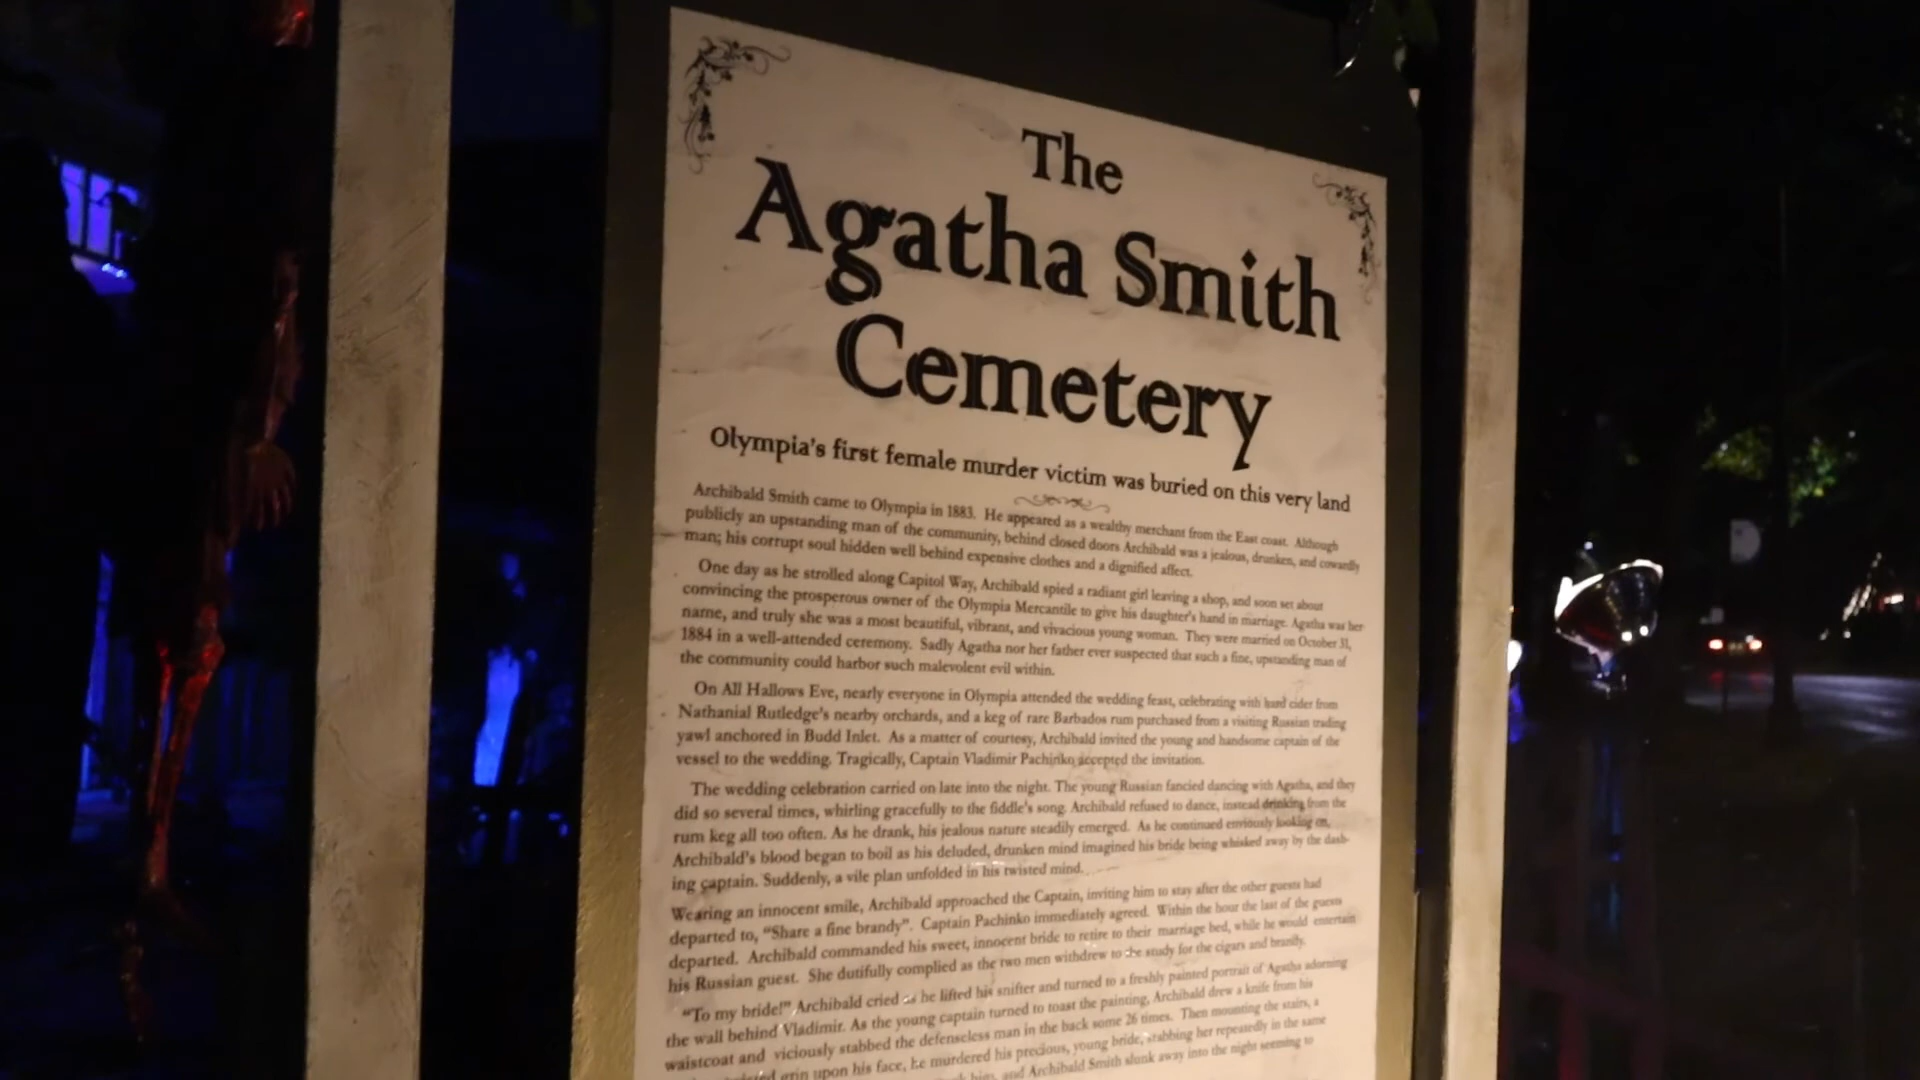 The
Agatha Smith
Cemetery
Olympia's first female murder victim was buried on this very land
Archibald Smith came to Olympia in 1883. He appeared as a wealthy merchant from the East coast. Although
publicly an upstanding man of the community, behind closed doors Archibald was a jealous, drunken, and cowardly
man; his corrupt soul hidden well behind expensive clothes and a dignified affect.
One day as he strolled along Capitol Way, Archibald spied a radiant girl leaving a shop, and soon set about
convincing the prosperous owner of the Olympia Mercantile to give his daughter's hand in marriage. Agatha was her
name, and truly she was a most beautiful, vibrant, and vivacious young woman. They were married on October 31,
1884 in a well-attended ceremony. Sadly Agatha nor her father ever suspected that such a fine, upstanding man of
the community could harbor such malevolent evil within.
On All Hallows Eve, nearly everyone in Olympia attended the wedding feast, celebrating with hard cider from
Nathanial Rutledge's nearby orchards, and a keg of rare Barbados rum purchased from a visiting Russian trading
yawl anchored in Budd Inlet. As a matter of courtesy, Archibald invited the young and handsome captain of the
vessel to the wedding. Tragically, Captain Vladimir Pachinko accepted the invitation.
The wedding celebration carried on late into the night. The young Russian fancied dancing with Agatha, and they
did so several times, whirling gracefully to the fiddle's song. Archibald refused to dance, instead drinking from the
rum keg all too often. As he drank, his jealous nature steadily emerged. As he continued enviously looking on,
Archibald's blood began to boil as his deluded, drunken mind imagined his bride being whisked away by the dash-
ing captain. Suddenly, a vile plan unfolded in his twisted mind.
Wearing an innocent smile, Archibald approached the Captain, inviting him to stay after the other guests had
departed to, "Share a fine brandy". Captain Pachinko immediately agreed. Within the hour the last of the guests
departed. Archibald commanded his sweet, innocent bride to retire to their marriage bed, while he would entertain
his Russian guest. She dutifully complied as the two men withdrew to the study for the cigars and brandy.
"To my bride!" Archibald cried as he lifted his snifter and turned to a freshly painted portrait of Agatha adorning
the wall behind Vladimir. As the young captain turned to toast the painting, Archibald drew a knife from his
waistcoat and viciously stabbed the defenseless man in the back some 26 times. Then mounting the stairs, a
grin upon his face, he murdered his precious, young bride, stabbing her repeatedly in the same
him, and Archibald Smith slunk away into the night seeming to